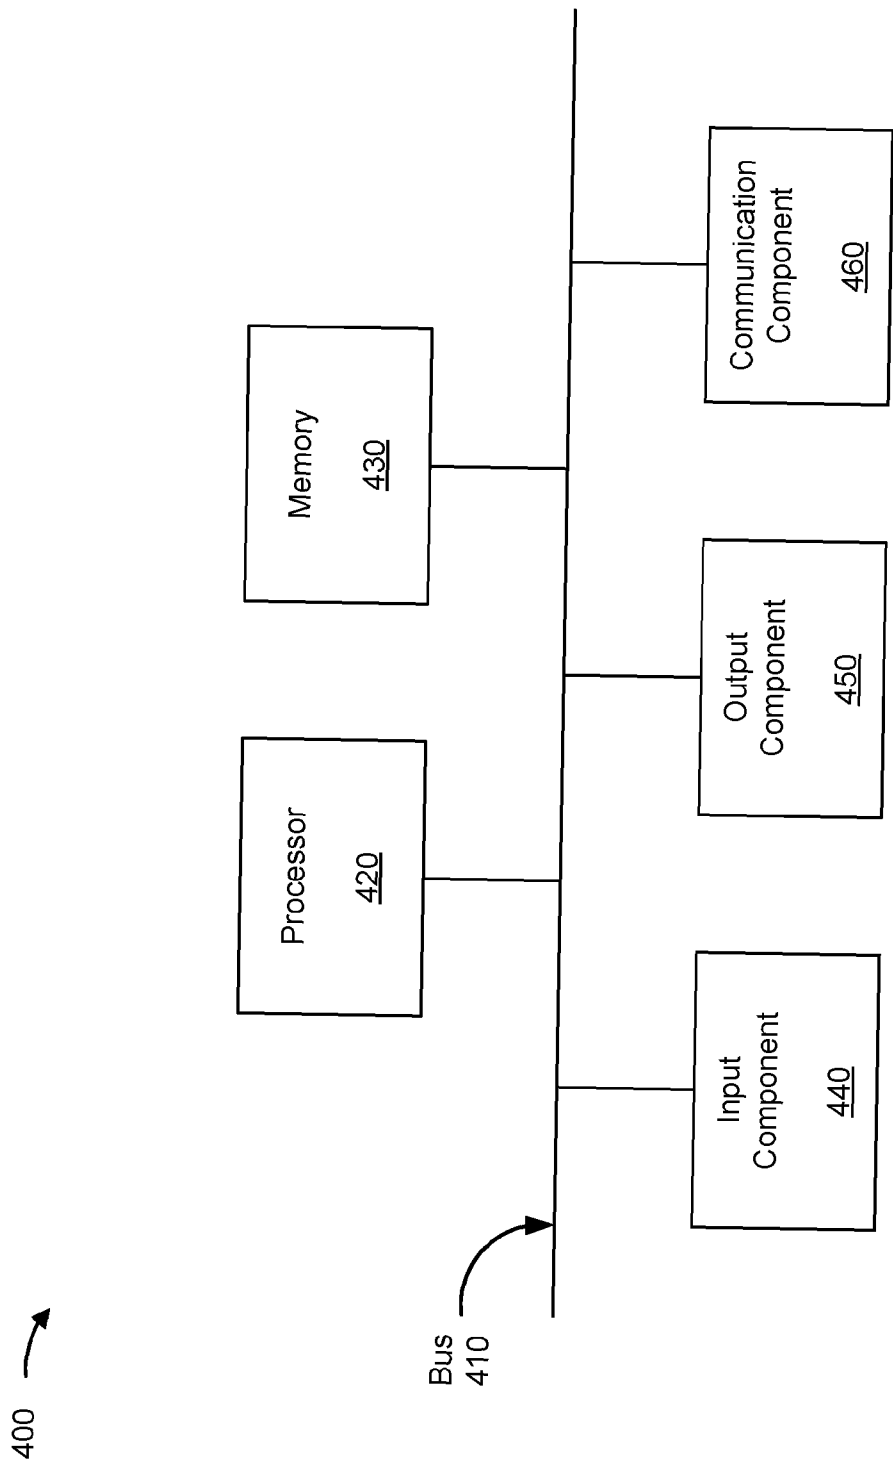 400
Bus
410
Processor
420
Memory
430
Input
Component
440
Output
Component
450
Communication
Component
460